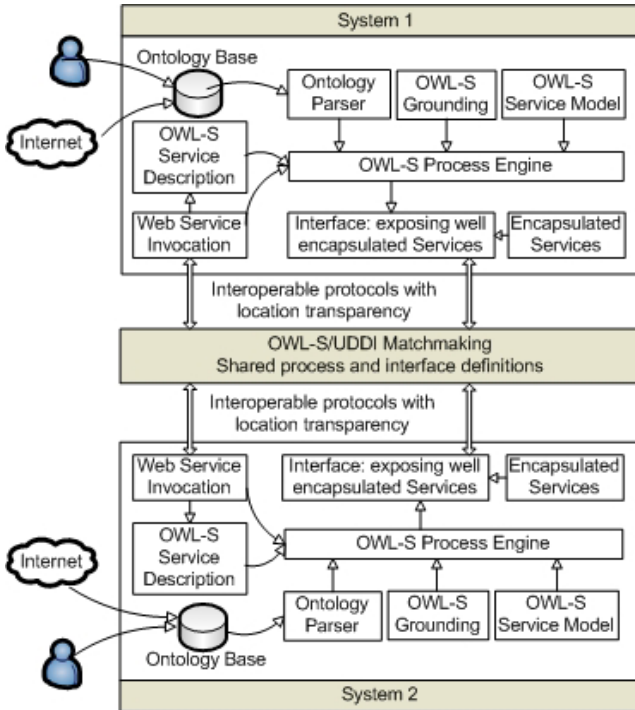 System 1
Ontology Base
Internet
Ontology
Parser
OWL-S
Grounding
OWL-S
Service Model
OWL-S
Service
Description
OWL-S Process Engine
Web Service
Invocation
Interface: exposing well
encapsulated Services
Encapsulated
Services
Interoperable protocols with
location transparency
OWL-S/UDDI Matchmaking
Shared process and interface definitions
Interoperable protocols with
location transparency
Web Service
Invocation
Interface: exposing well
encapsulated Services
Encapsulated
Services
OWL-S
Service
Description
OWL-S Process Engine
Internet
Ontology
Parser
OWL-S
Grounding
OWL-S
Service Model
Ontology Base
System 2